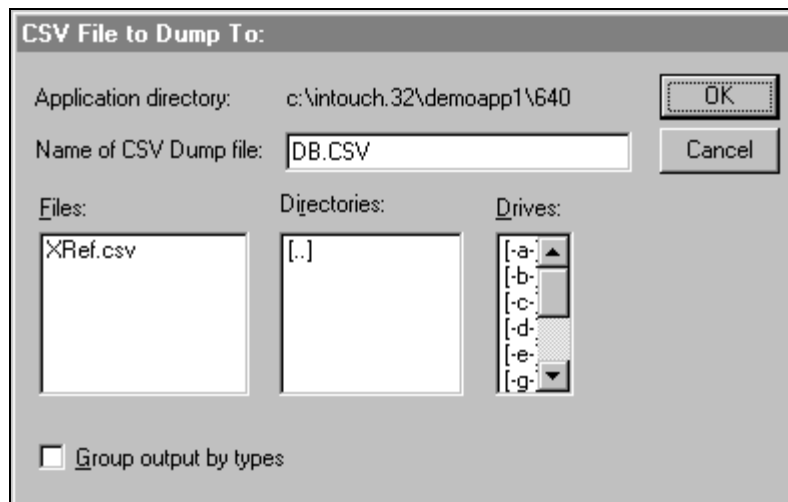 CSV File to Dump To:
Application directory: c:\intouch.32\demoapp1\640 OK
Name of CSV Dump file: DB.CSV Cancel
Files: Directories: Drives:
XRef.csv [..] [-a-]
[-b-]
[-c-]
[-d-]
[-e-]
[-g-]
Group output by types